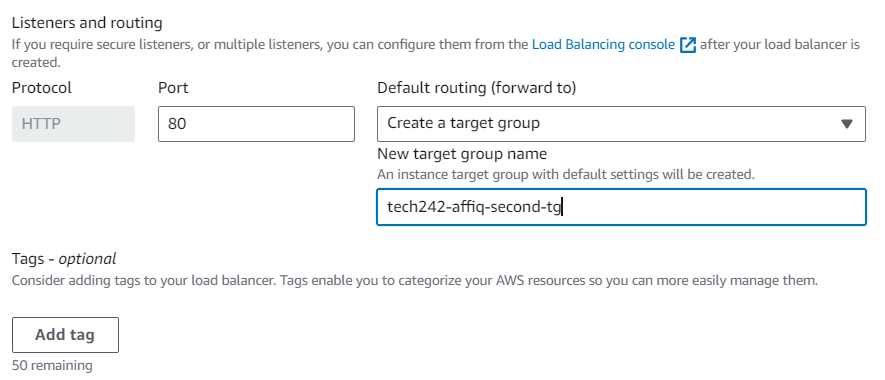 Listeners and routing
If you require secure listeners, or multiple listeners, you can configure them from the Load Balancing console after your load balancer is
created.
Protocol Port Default routing (forward to)
HTTP 80 Create a target group
New target group name
An instance target group with default settings will be created.
tech242-affiq-second-tg
Tags - optional
Consider adding tags to your load balancer. Tags enable you to categorize your AWS resources so you can more easily manage them.
Add tag
50 remaining